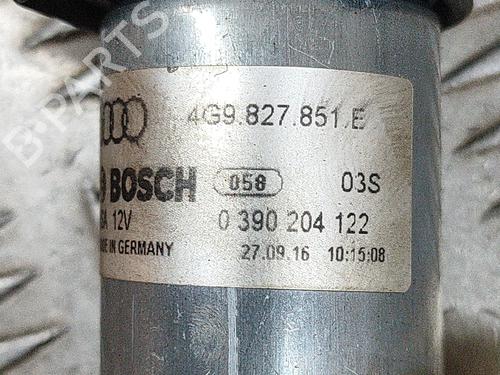 4G9.827.851.E
BOSCH 058 03S
A 12V 0 390 204 122
MADE IN GERMANY 27.09.16 10:15:08
B-PARTS